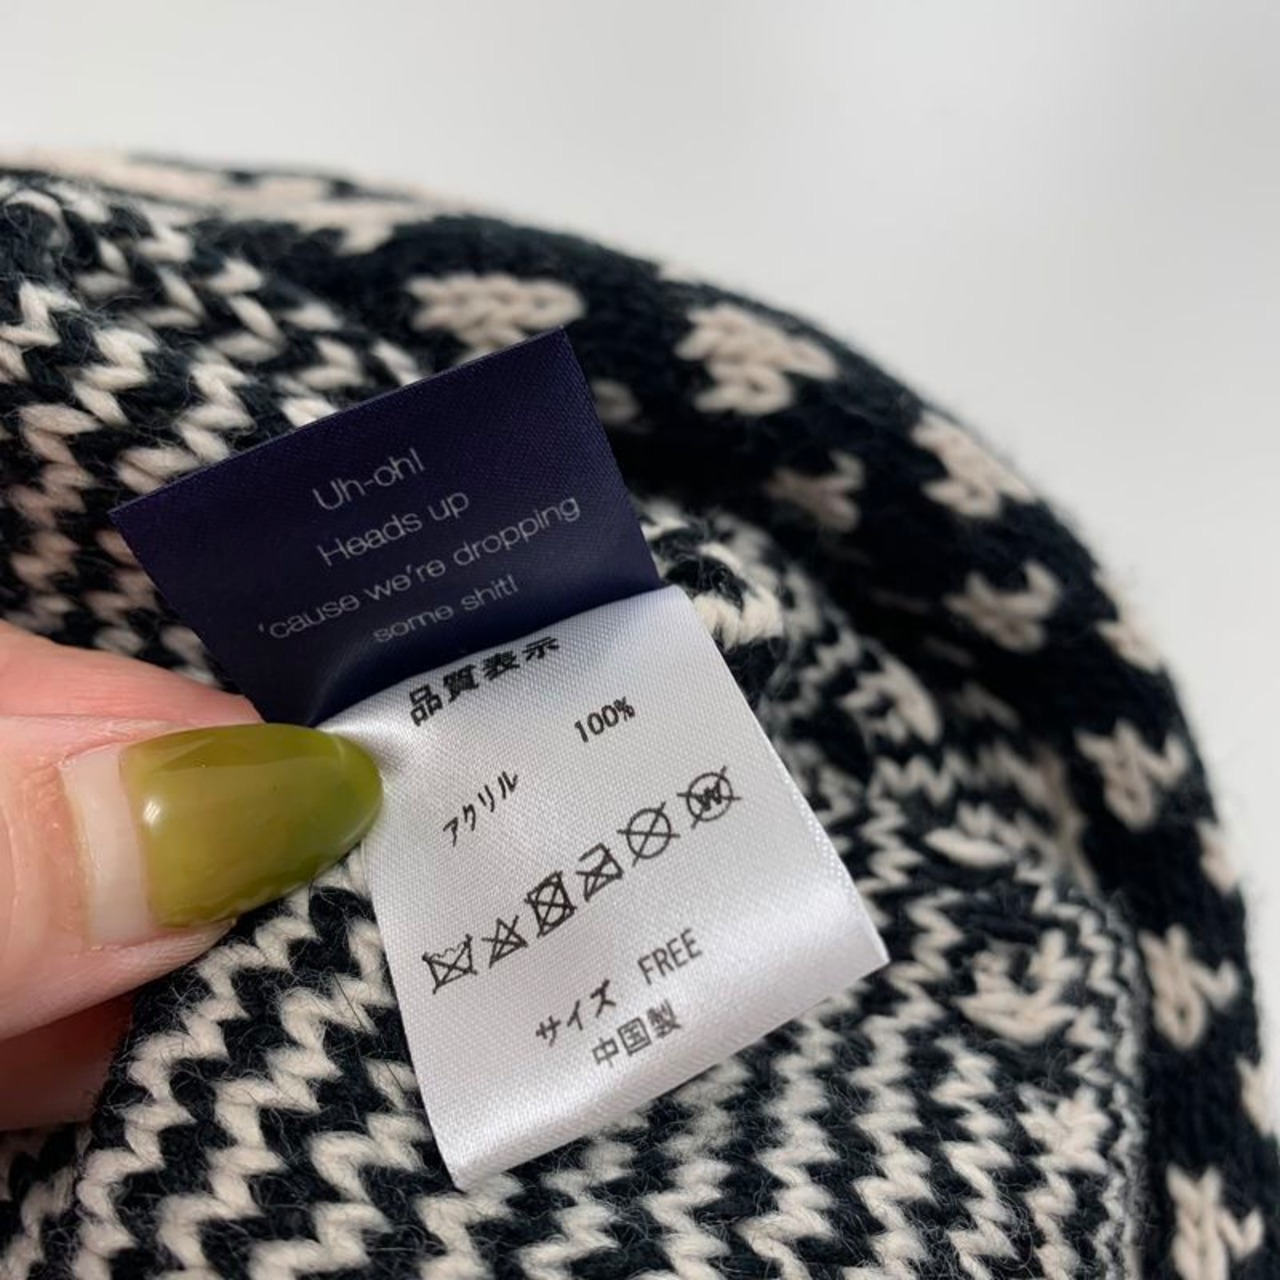 Uh-oh!
Heads up
'cause we're dropping
some shit!
品質表示
アクリル 100%
サイズ FREE
中国製